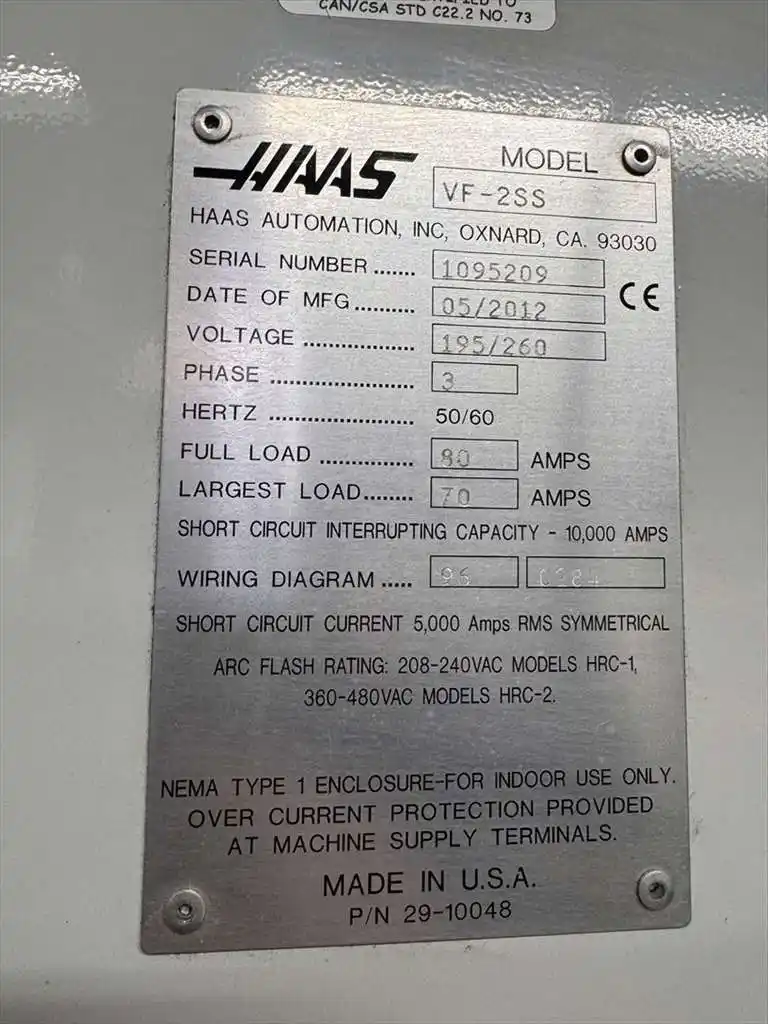 CAN/CSA STD C22.2 NO. 73
HAAS MODEL
VF-2SS
HAAS AUTOMATION, INC, OXNARD, CA. 93030
SERIAL NUMBER ....... 1095209
DATE OF MFG.......... 05/2012 CE
VOLTAGE ................. 195/260
PHASE ...................... 3
HERTZ ...................... 50/60
FULL LOAD .............. 80 AMPS
LARGEST LOAD........ 70 AMPS
SHORT CIRCUIT INTERRUPTING CAPACITY - 10,000 AMPS
WIRING DIAGRAM ..... 96
SHORT CIRCUIT CURRENT 5,000 Amps RMS SYMMETRICAL
ARC FLASH RATING: 208-240VAC MODELS HRC-1,
360-480VAC MODELS HRC-2.
NEMA TYPE 1 ENCLOSURE-FOR INDOOR USE ONLY.
OVER CURRENT PROTECTION PROVIDED
AT MACHINE SUPPLY TERMINALS.
MADE IN U.S.A.
P/N 29-10048